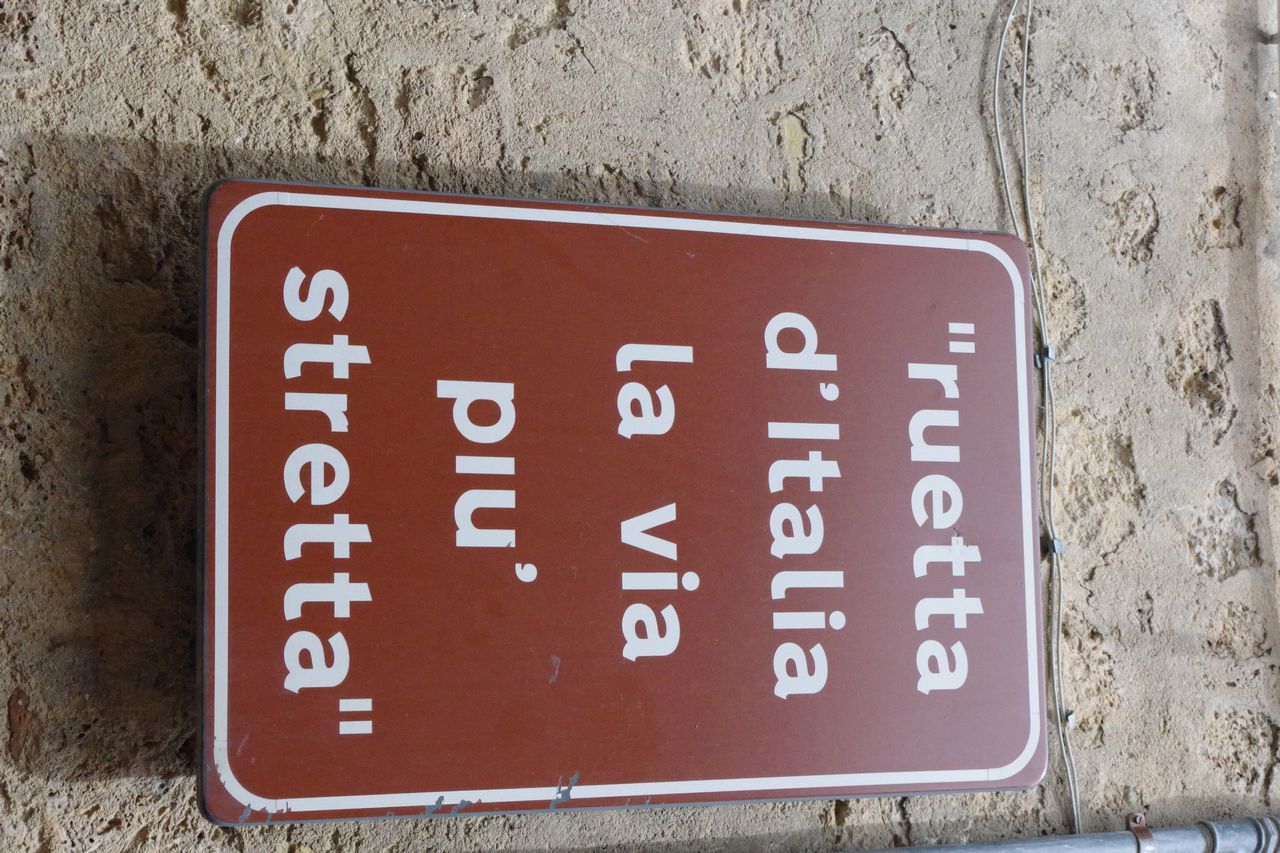 "ruetta
d'Italia
la via
piu'
stretta"